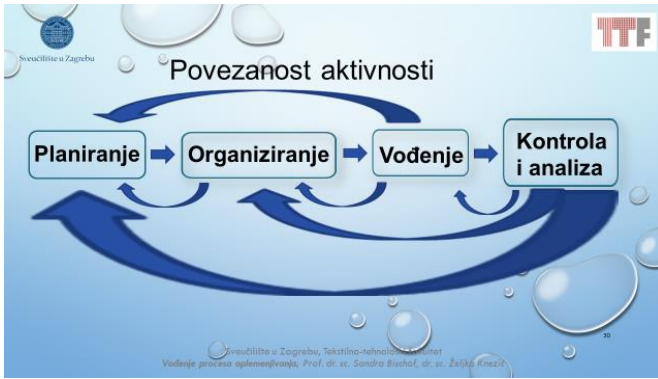 Sveučilište u Zagrebu
TTF
Povezanost aktivnosti
Planiranje
Organiziranje
Vođenje
Kontrola
i analiza
30
Sveučilište u Zagrebu, Tekstilno-tehnološki fakultet
Vođenje procesa oplemenjivanja, Prof. dr. sc. Sandra Bischof, dr. sc. Željko Knezić